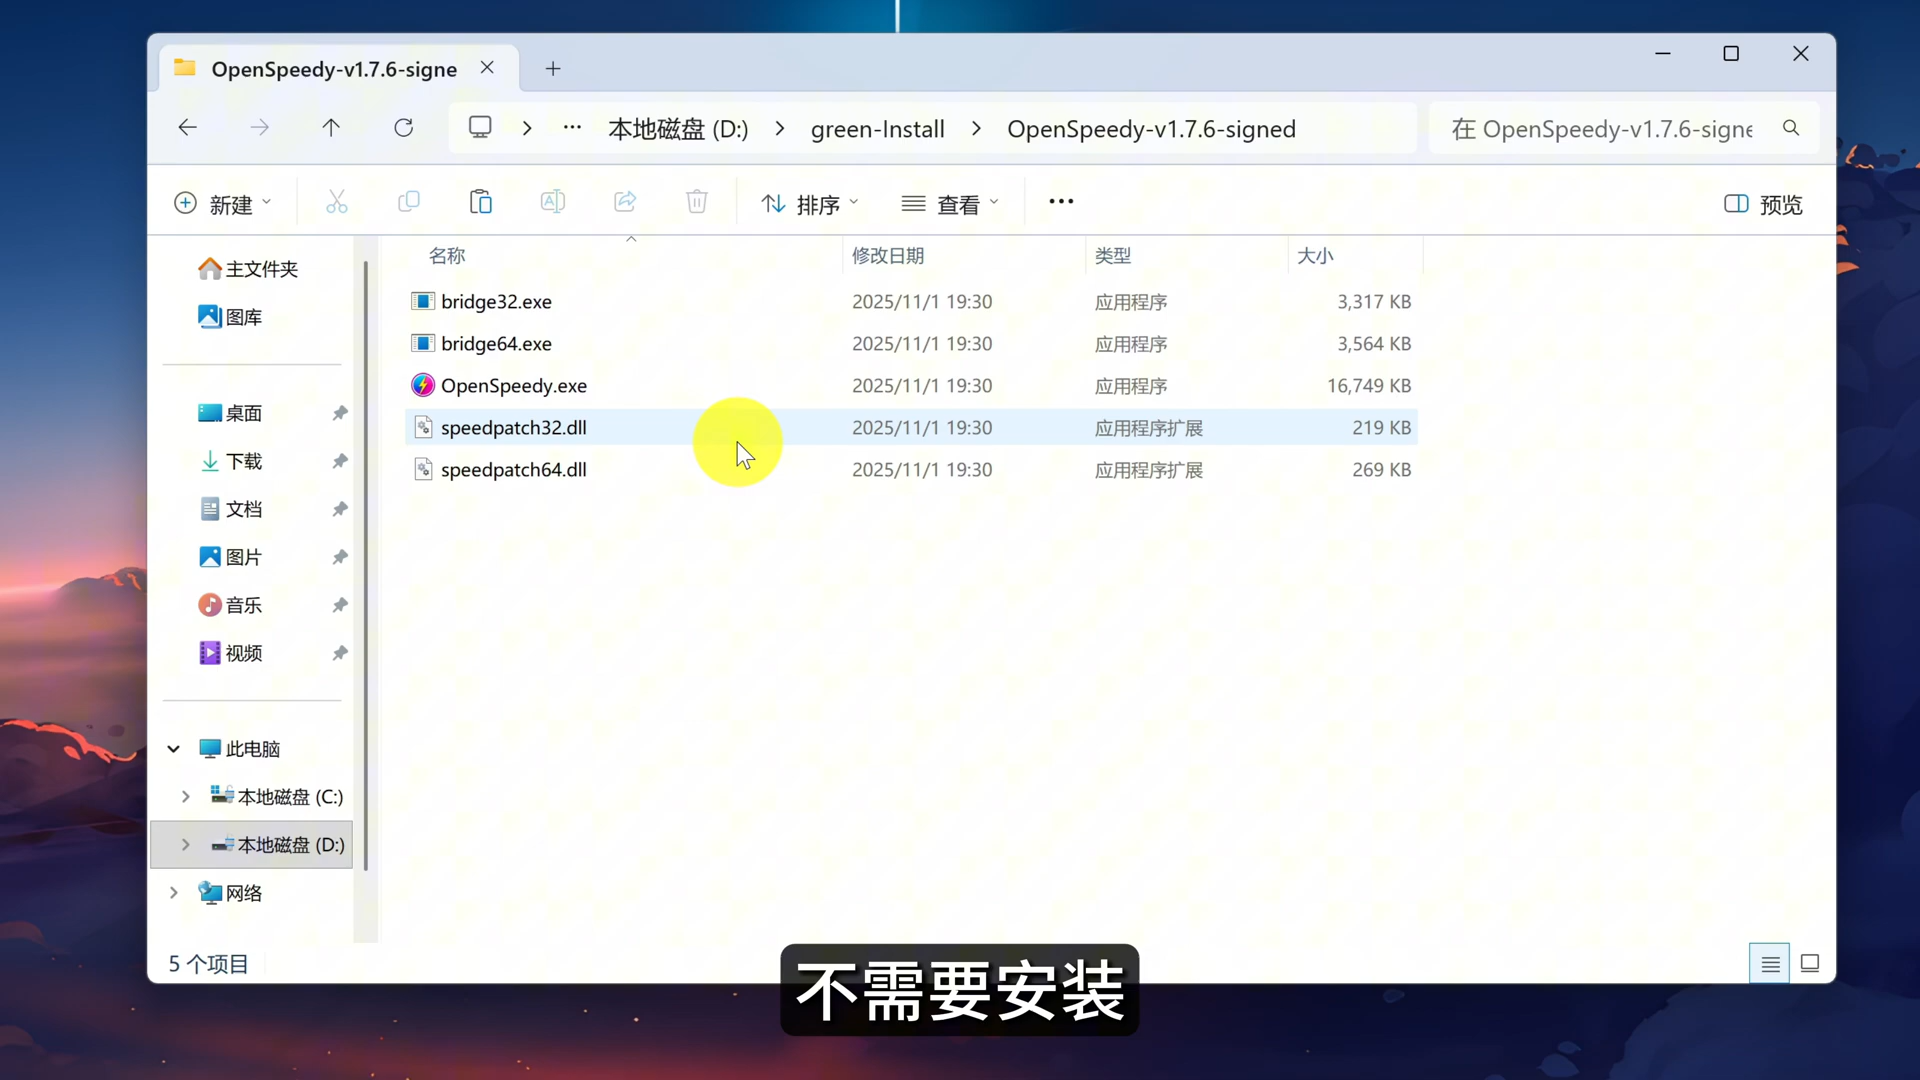 OpenSpeedy-v1.7.6-signe
本地磁盘 (D:) > green-Install > OpenSpeedy-v1.7.6-signed
在 OpenSpeedy-v1.7.6-signe
新建 排序 查看 ••• 预览
名称 修改日期 类型 大小
bridge32.exe 2025/11/1 19:30 应用程序 3,317 KB
bridge64.exe 2025/11/1 19:30 应用程序 3,564 KB
OpenSpeedy.exe 2025/11/1 19:30 应用程序 16,749 KB
speedpatch32.dll 2025/11/1 19:30 应用程序扩展 219 KB
speedpatch64.dll 2025/11/1 19:30 应用程序扩展 269 KB
主文件夹
图库
桌面
下载
文档
图片
音乐
视频
此电脑
本地磁盘 (C:)
本地磁盘 (D:)
网络
5 个项目
不需要安装